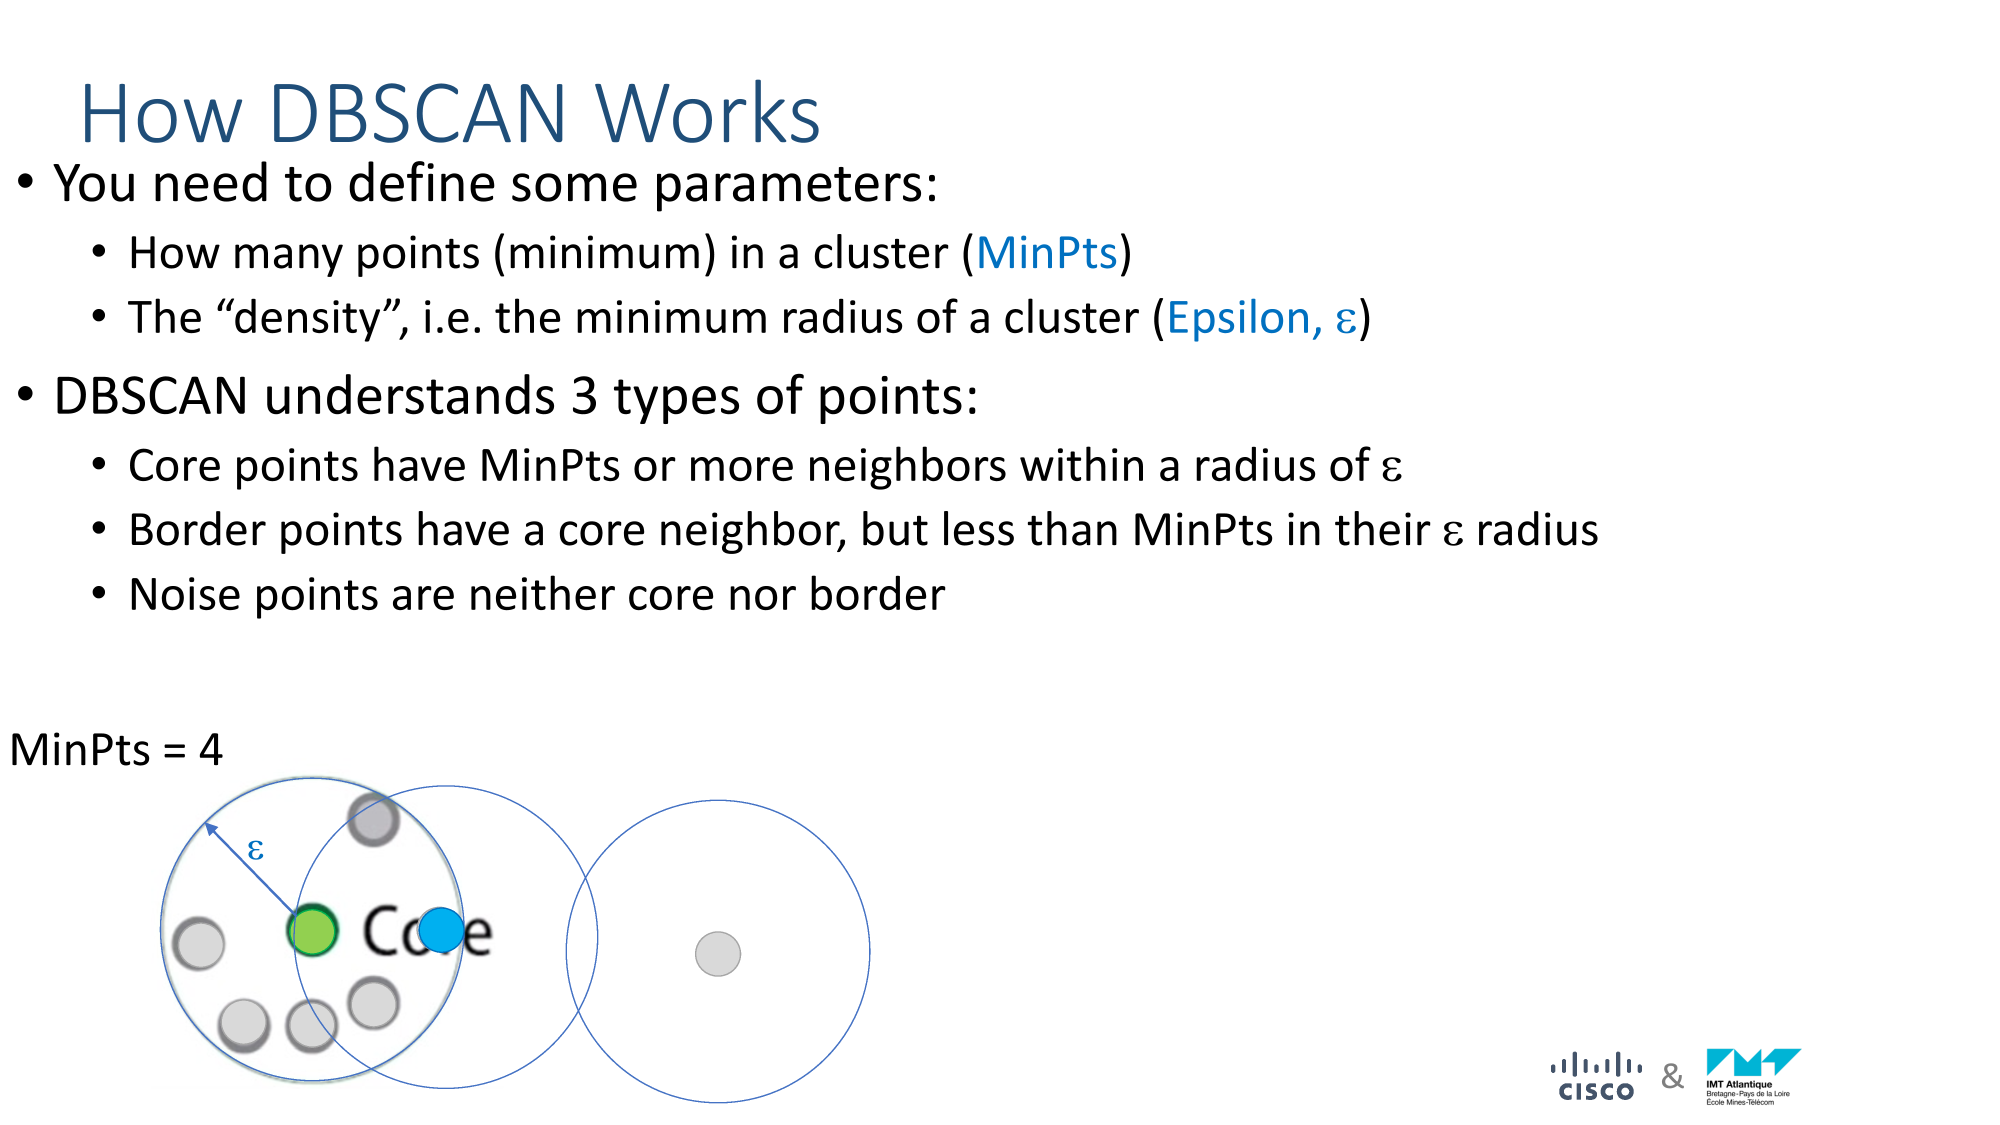 How DBSCAN Works
• You need to define some parameters:
• How many points (minimum) in a cluster (MinPts)
• The “density”, i.e. the minimum radius of a cluster (Epsilon, ε)
• DBSCAN understands 3 types of points:
• Core points have MinPts or more neighbors within a radius of ε
• Border points have a core neighbor, but less than MinPts in their ε radius
• Noise points are neither core nor border
MinPts = 4
ε
Core
CISCO
&
IMT Atlantique
Bretagne-Pays de la Loire
École Mines-Télécom